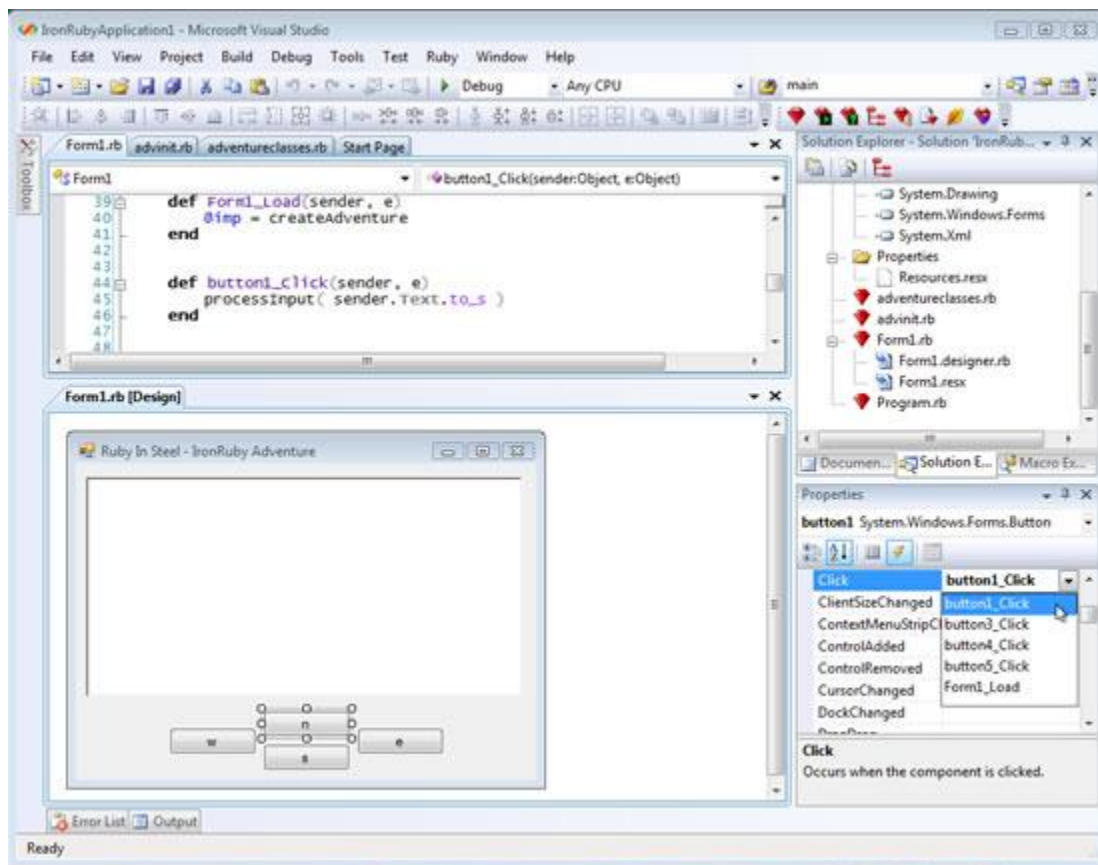 IronRubyApplication1 - Microsoft Visual Studio
File Edit View Project Build Debug Tools Test Ruby Window Help
Debug Any CPU main
Toolbox
Form1.rb advinit.rb adventureclasses.rb Start Page
Form1 button1_Click(sender:Object, e:Object)
39 def Form1_Load(sender, e)
40 @imp = createAdventure
41 end
42
43
44 def button1_Click(sender, e)
45 processInput( sender.Text.to_s )
46 end
47
48
Form1.rb [Design]
Ruby In Steel - IronRuby Adventure
n
w e
s
Solution Explorer - Solution 'IronRub...
System.Drawing
System.Windows.Forms
System.Xml
Properties
Resources.resx
adventureclasses.rb
advinit.rb
Form1.rb
Form1.designer.rb
Form1.resx
Program.rb
Documen... Solution E... Macro Ex...
Properties
button1 System.Windows.Forms.Button
Click button1_Click
ClientSizeChanged button1_Click
ContextMenuStripCl button3_Click
ControlAdded button4_Click
ControlRemoved button5_Click
CursorChanged Form1_Load
DockChanged
Click
Occurs when the component is clicked.
Error List Output
Ready